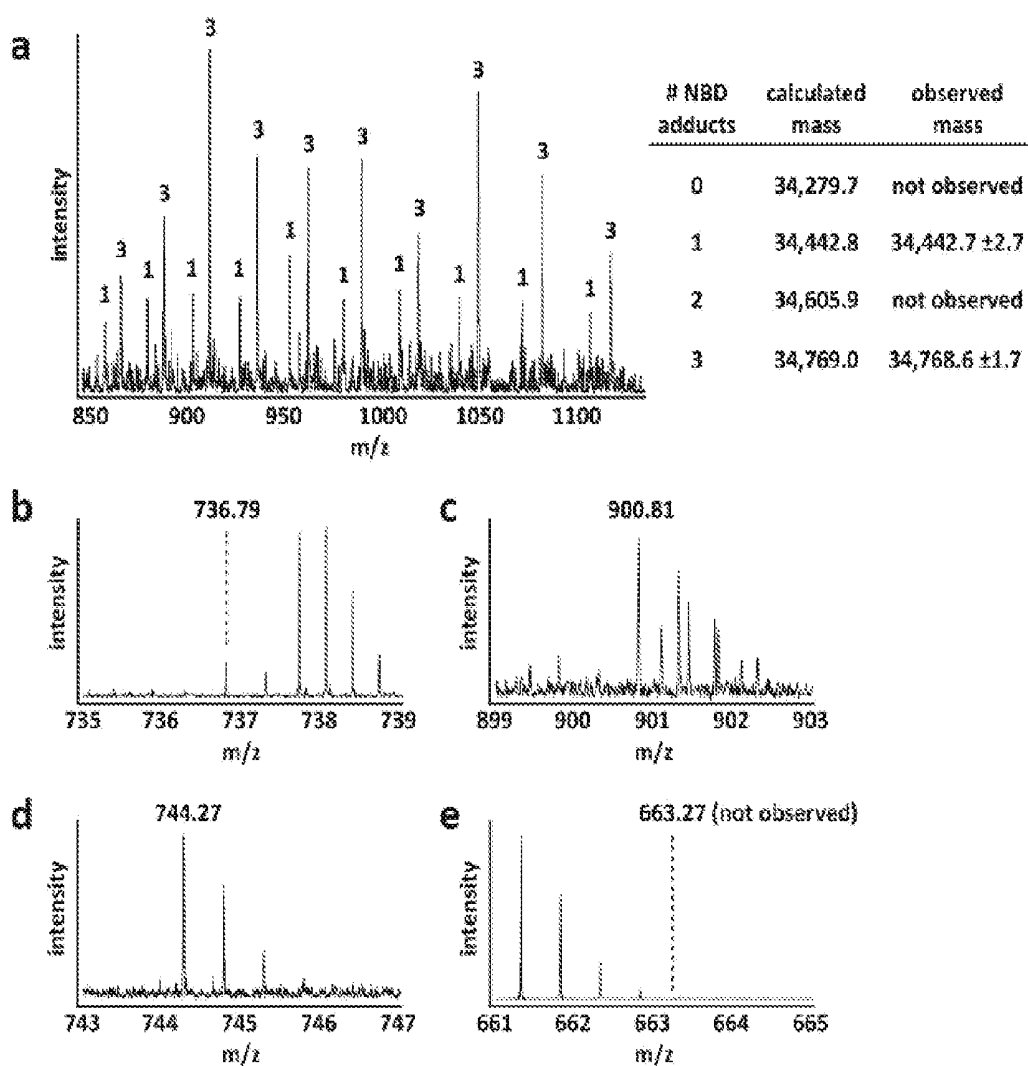 a
3
3
3
3
3
3
3
3
3
1
1
1
1
1
1
1
1
1
1
intensity
850 900 950 1000 1050 1100
m/z
# NBD adducts calculated mass observed mass
0 34,279.7 not observed
1 34,442.8 34,442.7 ±2.7
2 34,605.9 not observed
3 34,769.0 34,768.6 ±1.7
b
736.79
intensity
735 736 737 738 739
m/z
c
900.81
intensity
899 900 901 902 903
m/z
d
744.27
intensity
743 744 745 746 747
m/z
e
663.27 (not observed)
intensity
661 662 663 664 665
m/z